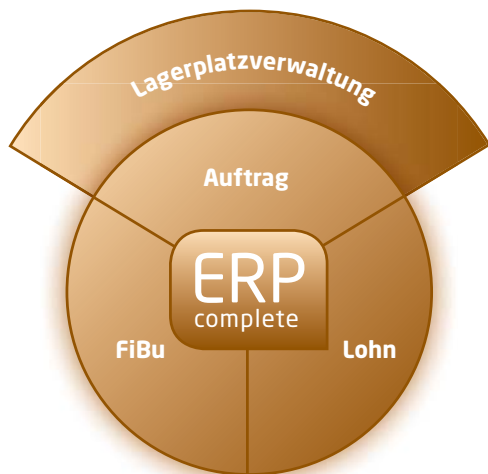 Lagerplatzverwaltung
Auftrag
ERP
complete
FiBu
Lohn